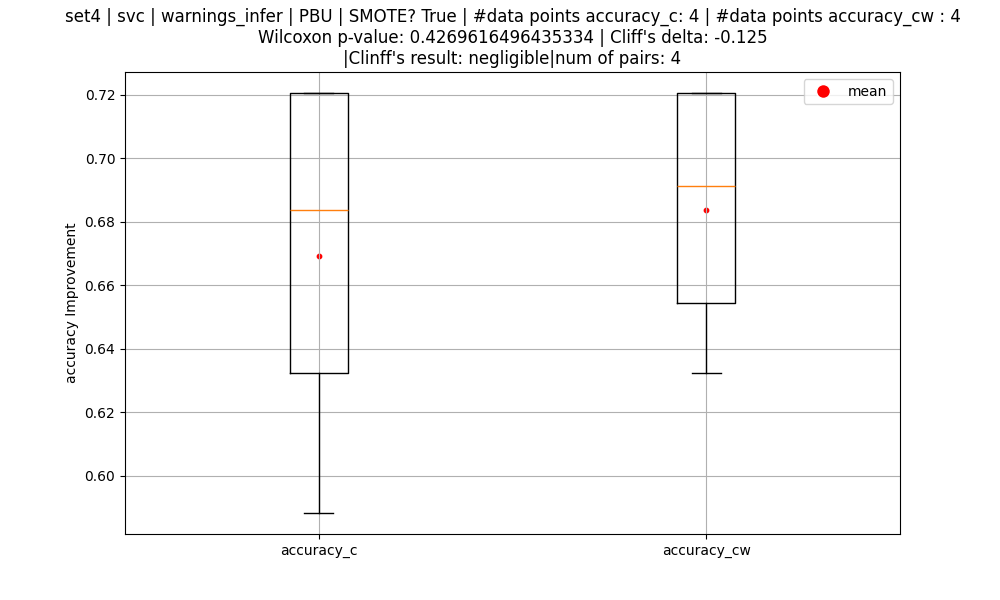 set4 | svc | warnings_infer | PBU | SMOTE? True | #data points accuracy_c: 4 | #data points accuracy_cw : 4
Wilcoxon p-value: 0.4269616496435334 | Cliff's delta: -0.125
|Clinff's result: negligible|num of pairs: 4
mean
0.72
0.70
0.68
0.66
0.64
0.62
0.60
accuracy Improvement
accuracy_c
accuracy_cw